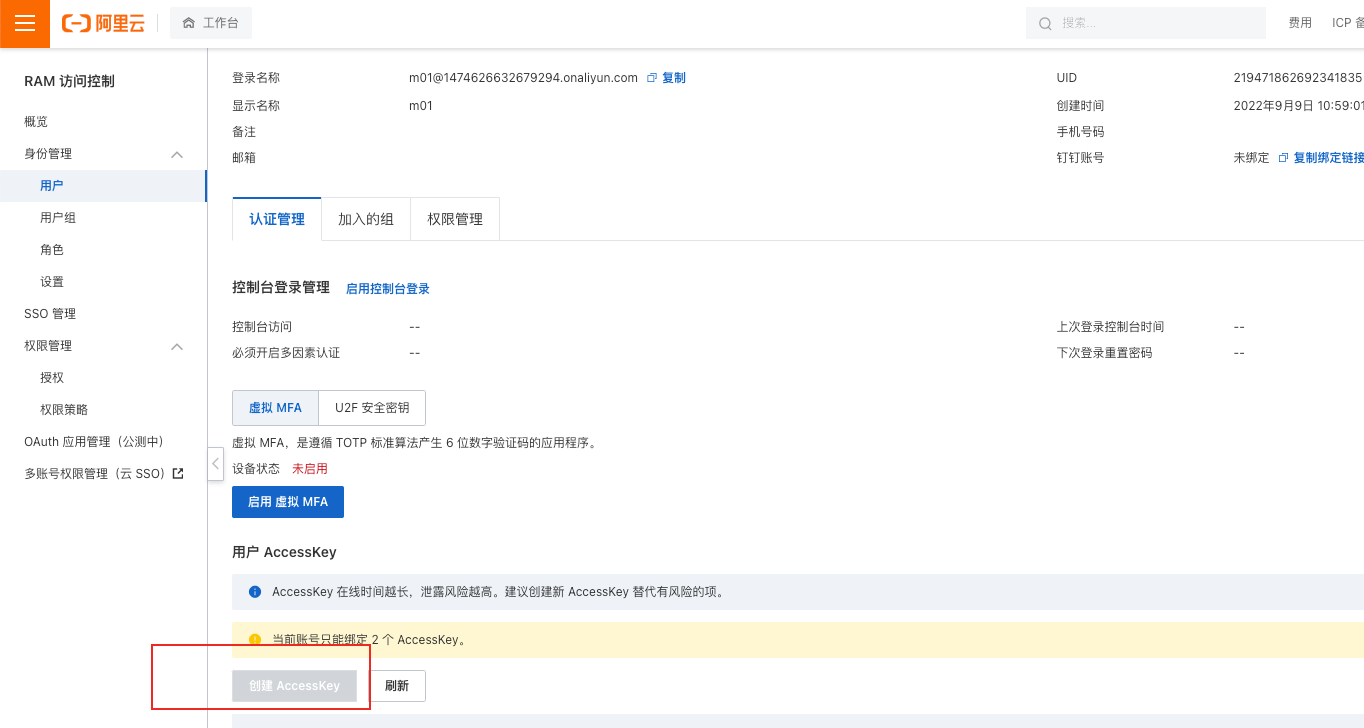 阿里云
工作台
搜索...
费用
ICP 备
RAM 访问控制
概览
身份管理
用户
用户组
角色
设置
SSO 管理
权限管理
授权
权限策略
OAuth 应用管理（公测中）
多账号权限管理（云 SSO）
登录名称 m01@1474626632679294.onaliyun.com 复制
UID 219471862692341835
显示名称 m01
创建时间 2022年9月9日 10:59:01
备注
手机号码
邮箱
钉钉账号 未绑定 复制绑定链接
认证管理 加入的组 权限管理
控制台登录管理 启用控制台登录
控制台访问 --
上次登录控制台时间 --
必须开启多因素认证 --
下次登录重置密码 --
虚拟 MFA U2F 安全密钥
虚拟 MFA，是遵循 TOTP 标准算法产生 6 位数字验证码的应用程序。
设备状态 未启用
启用 虚拟 MFA
用户 AccessKey
AccessKey 在线时间越长，泄露风险越高。建议创建新 AccessKey 替代有风险的项。
当前账号只能绑定 2 个 AccessKey。
创建 AccessKey 刷新